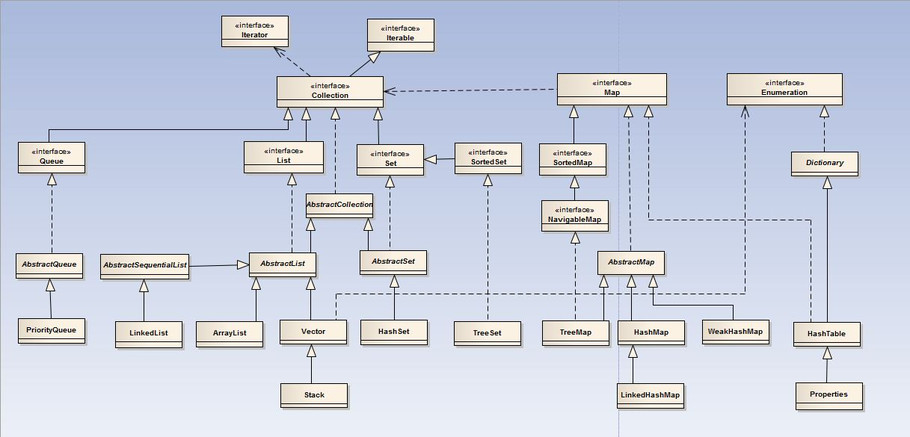 «interface»
Iterator
«interface»
Iterable
«interface»
Collection
«interface»
Map
«interface»
Enumeration
«interface»
Queue
«interface»
List
«interface»
Set
«interface»
SortedSet
«interface»
SortedMap
Dictionary
AbstractCollection
«interface»
NavigableMap
AbstractQueue
AbstractSequentialList
AbstractList
AbstractSet
AbstractMap
PriorityQueue
LinkedList
ArrayList
Vector
HashSet
TreeSet
TreeMap
HashMap
WeakHashMap
HashTable
Stack
LinkedHashMap
Properties